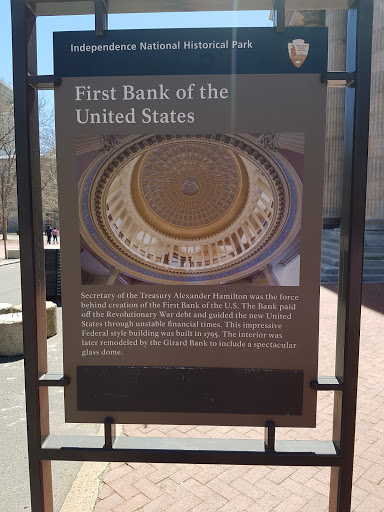 Independence National Historical Park
First Bank of the
United States
Secretary of the Treasury Alexander Hamilton was the force
behind creation of the First Bank of the U.S. The Bank paid
off the Revolutionary War debt and guided the new United
States through unstable financial times. This impressive
Federal style building was built in 1795. The interior was
later remodeled by the Girard Bank to include a spectacular
glass dome.